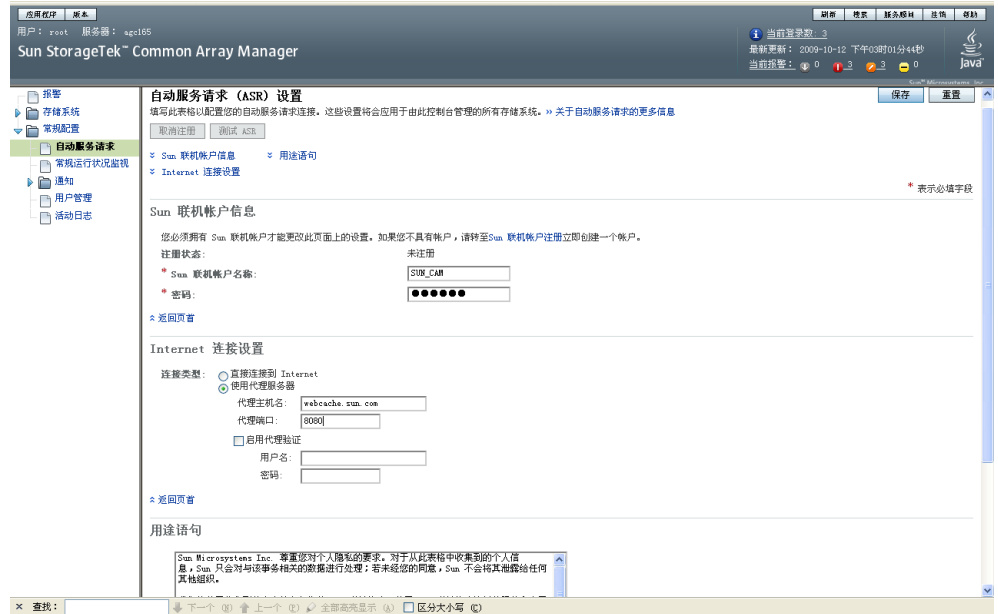 应用程序 版本 刷新 搜索 服务顾问 注销 帮助
用户: root 服务器: agc165
当前登录数: 3
Sun StorageTek™ Common Array Manager
最新更新: 2009-10-12 下午03时01分44秒
当前报警: 0 3 3 0
Java
Sun™ Microsystems, Inc.
报警
存储系统
常规配置
自动服务请求
常规运行状况监视
通知
用户管理
活动日志
自动服务请求 (ASR) 设置
保存 重置
填写此表格以配置您的自动服务请求连接。这些设置将会应用于由此控制台管理的所有存储系统。» 关于自动服务请求的更多信息
取消注册 测试 ASR
Sun 联机帐户信息 用途语句
Internet 连接设置
* 表示必填字段
Sun 联机帐户信息
您必须拥有 Sun 联机帐户才能更改此页面上的设置。如果您不具有帐户，请转至Sun 联机帐户注册立即创建一个帐户。
注册状态: 未注册
* Sun 联机帐户名称: SUN_CAM
* 密码: ●●●●●●
返回页首
Internet 连接设置
连接类型: 直接连接到 Internet
使用代理服务器
代理主机名: webcache.sun.com
代理端口: 8080
启用代理验证
用户名:
密码:
返回页首
用途语句
Sun Microsystems Inc. 尊重您对个人隐私的要求。对于从此表格中收集到的个人信
息，Sun 只会对与该事务相关的数据进行处理；若未经您的同意，Sun 不会将其泄露给任何
其他组织。
× 查找: 下一个 (N) 上一个 (P) 全部高亮显示 (A) 区分大小写 (C)